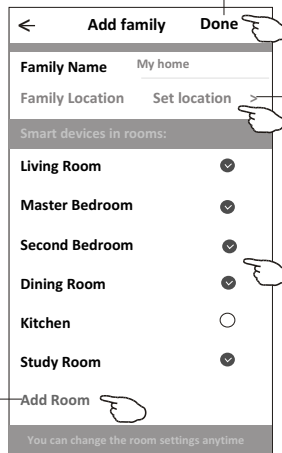 Add family Done
Family Name My home
Family Location Set location >
Smart devices in rooms:
Living Room
Master Bedroom
Second Bedroom
Dining Room
Kitchen
Study Room
Add Room
You can change the room settings anytime